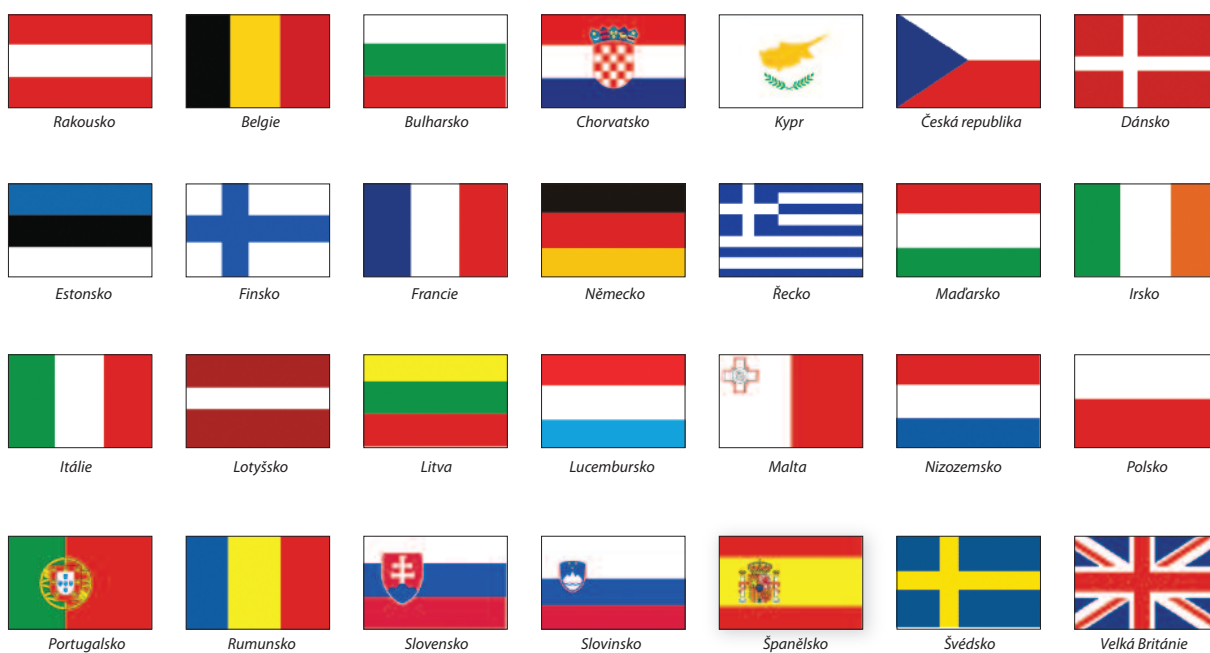 Rakousko
Belgie
Bulharsko
Chorvatsko
Kypr
Česká republika
Dánsko
Estonsko
Finsko
Francie
Německo
Řecko
Maďarsko
Irsko
Itálie
Lotyšsko
Litva
Lucembursko
Malta
Nizozemsko
Polsko
Portugalsko
Rumunsko
Slovensko
Slovinsko
Španělsko
Švédsko
Velká Británie